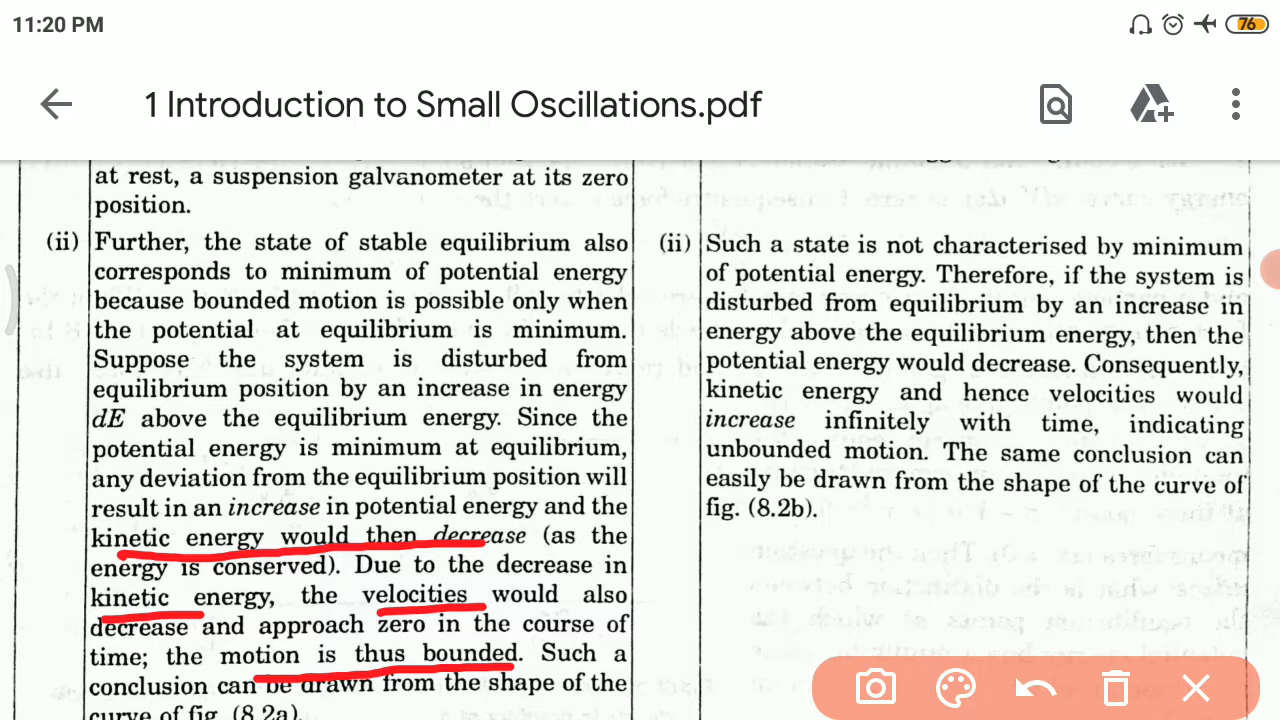 11:20 PM
76
1 Introduction to Small Oscillations.pdf
at rest, a suspension galvanometer at its zero
position.
(ii) Further, the state of stable equilibrium also
corresponds to minimum of potential energy
because bounded motion is possible only when
the potential at equilibrium is minimum.
Suppose the system is disturbed from
equilibrium position by an increase in energy
dE above the equilibrium energy. Since the
potential energy is minimum at equilibrium,
any deviation from the equilibrium position will
result in an increase in potential energy and the
kinetic energy would then decrease (as the
energy is conserved). Due to the decrease in
kinetic energy, the velocities would also
decrease and approach zero in the course of
time; the motion is thus bounded. Such a
conclusion can be drawn from the shape of the
curve of fig. (8.2a).
(ii) Such a state is not characterised by minimum
of potential energy. Therefore, if the system is
disturbed from equilibrium by an increase in
energy above the equilibrium energy, then the
potential energy would decrease. Consequently,
kinetic energy and hence velocities would
increase infinitely with time, indicating
unbounded motion. The same conclusion can
easily be drawn from the shape of the curve of
fig. (8.2b).